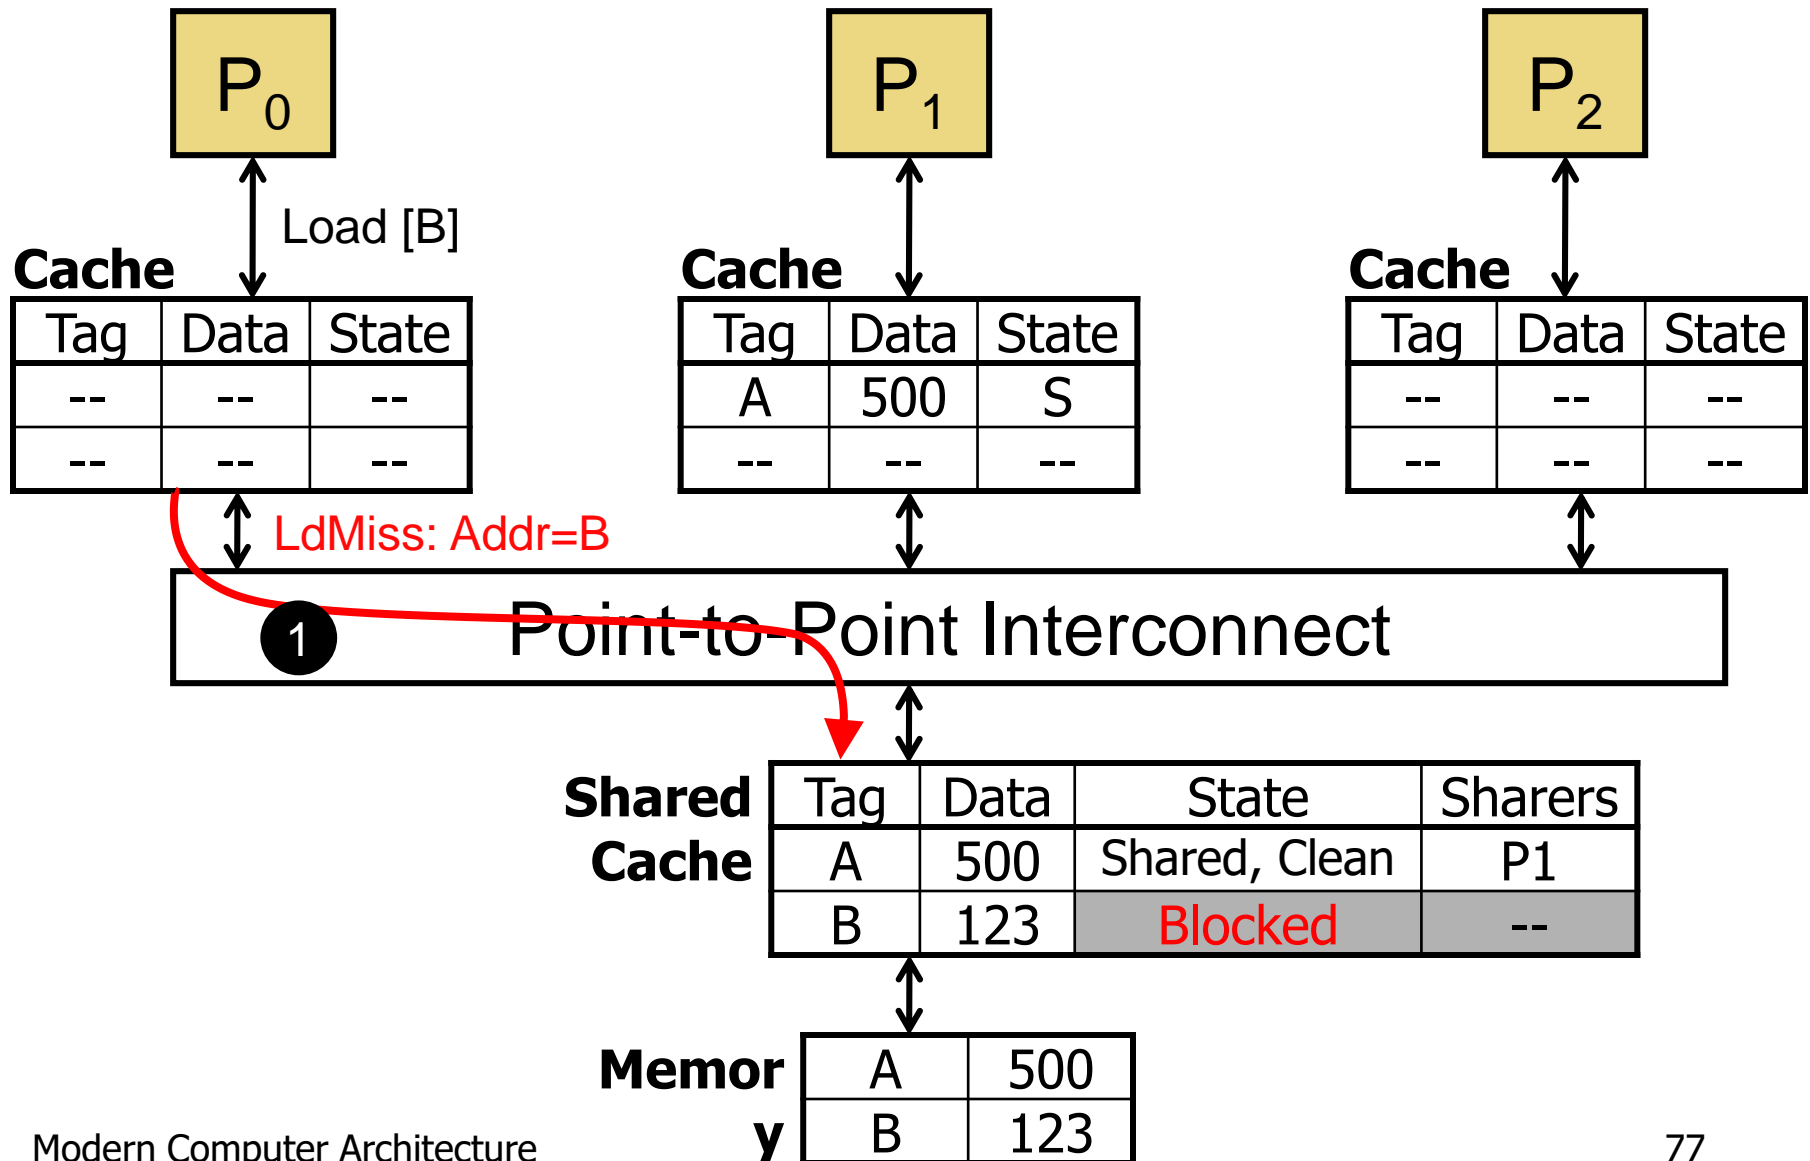 P0 P1 P2
Load [B]
Cache Cache Cache
Tag Data State Tag Data State Tag Data State
-- -- -- A 500 S -- -- --
-- -- -- -- -- -- -- -- --
LdMiss: Addr=B
1 Point-to-Point Interconnect
Shared Tag Data State Sharers
Cache A 500 Shared, Clean P1
B 123 Blocked --
Memor A 500
y B 123
Modern Computer Architecture 77